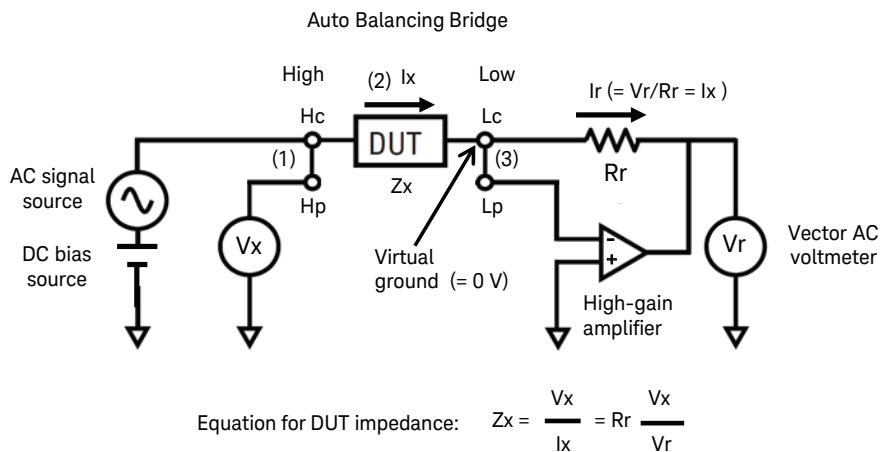 Auto Balancing Bridge
High
(2) Ix
Low
Ir (= Vr/Rr = Ix )
Hc
Lc
DUT
(1)
(3)
Rr
AC signal
source
Hp
Zx
Lp
Vx
-
+
Vr
Vector AC
voltmeter
DC bias
source
Virtual
ground (= 0 V)
High-gain
amplifier
Equation for DUT impedance: Zx = Vx / Ix = Rr Vx / Vr